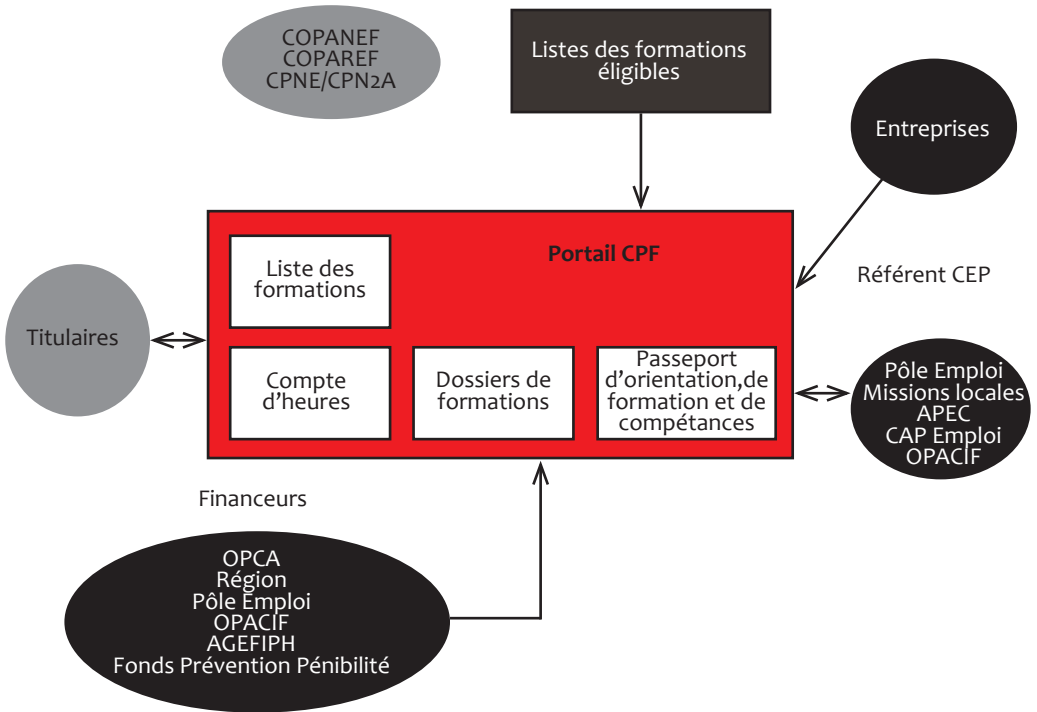 COPANEF
COPAREF
CPNE/CPN2A
Listes des formations
éligibles
Entreprises
Portail CPF
Liste des
formations
Référent CEP
Titulaires
Compte
d'heures
Dossiers de
formations
Passeport
d'orientation,de
formation et de
compétances
Pôle Emploi
Missions locales
APEC
CAP Emploi
OPACIF
Financeurs
OPCA
Région
Pôle Emploi
OPACIF
AGEFIPH
Fonds Prévention Pénibilité